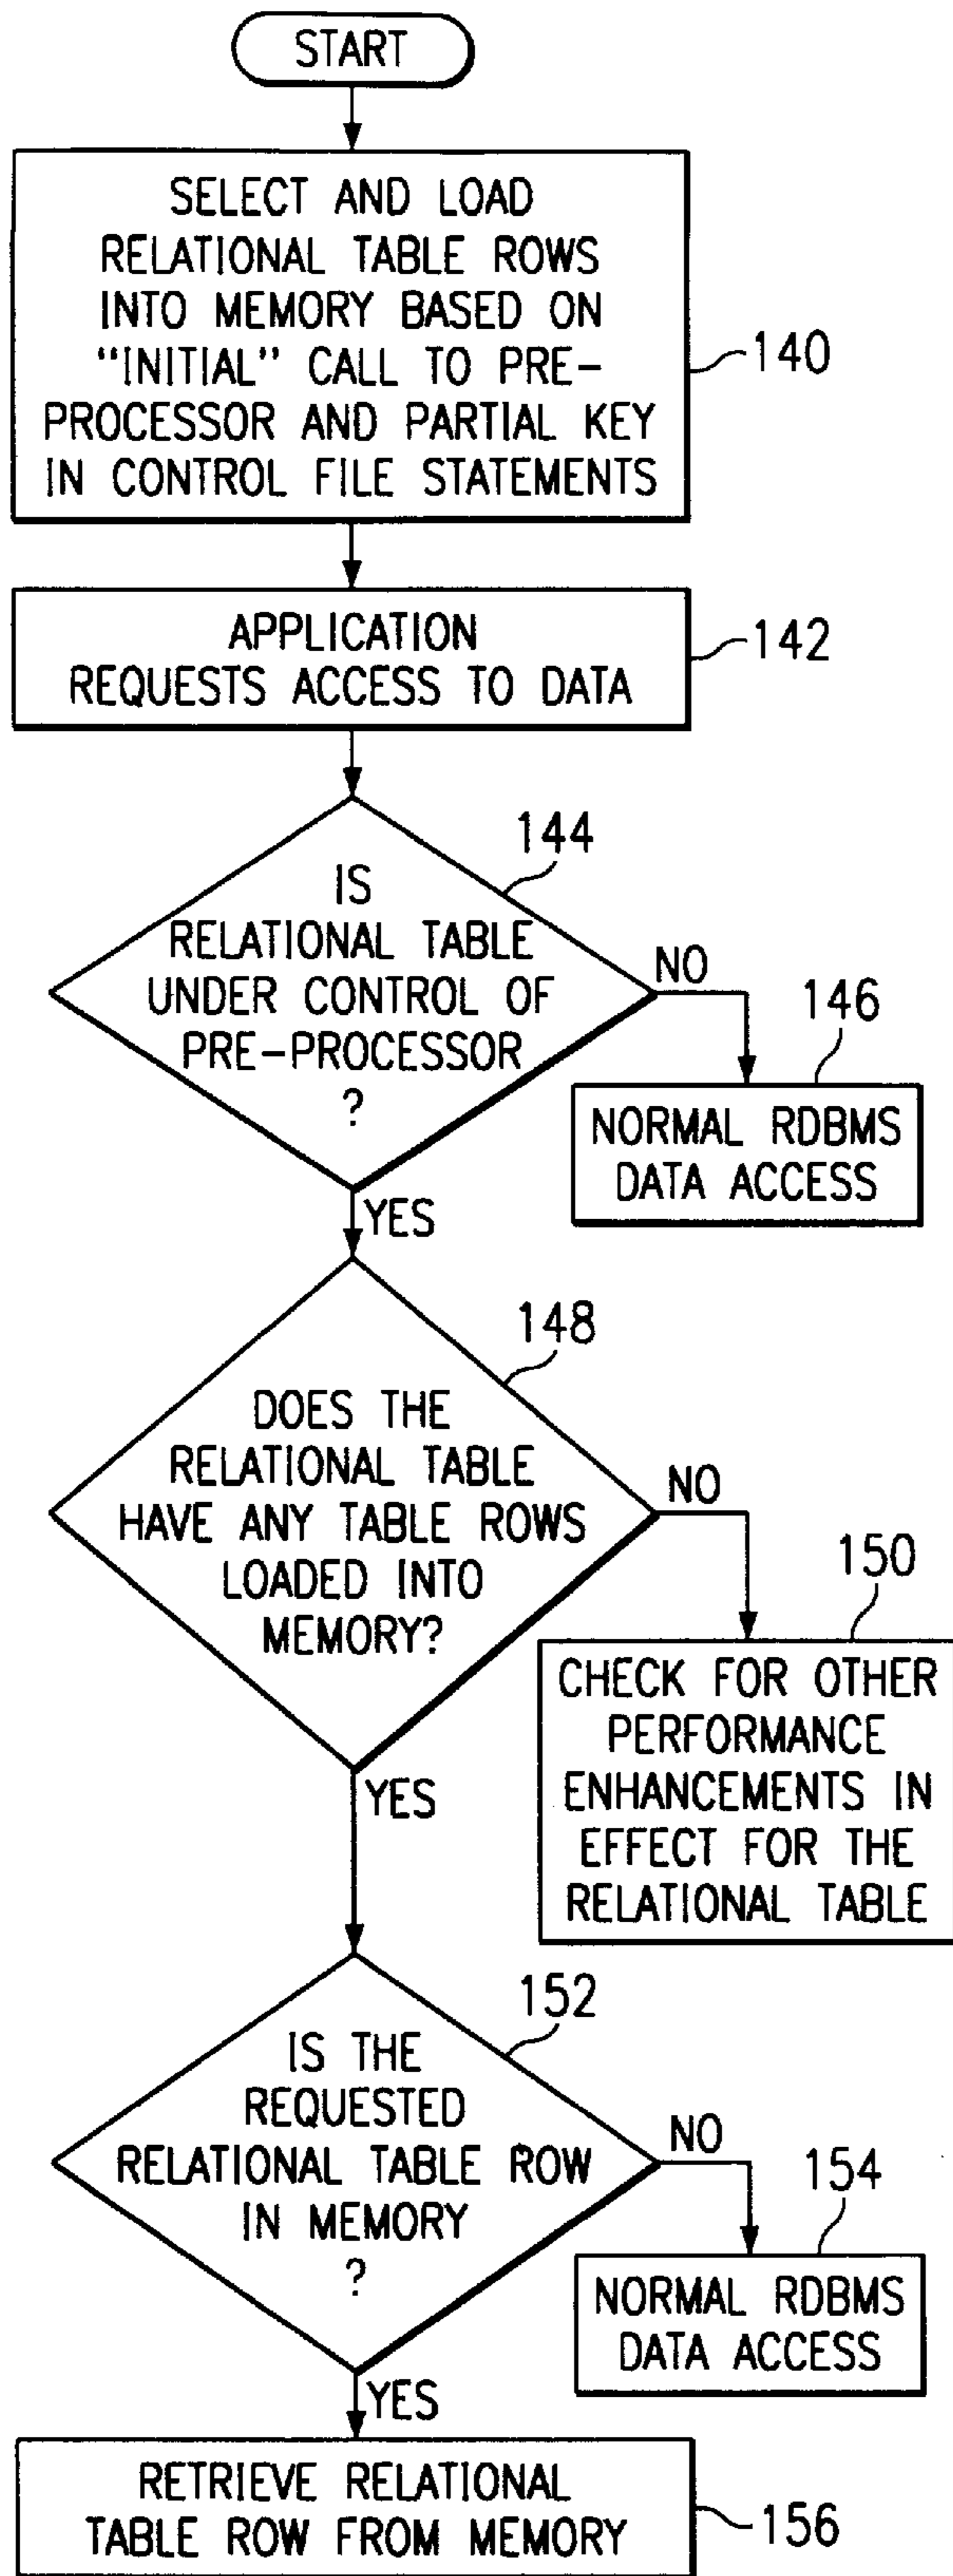 START
SELECT AND LOAD
RELATIONAL TABLE ROWS
INTO MEMORY BASED ON
"INITIAL" CALL TO PRE-
PROCESSOR AND PARTIAL KEY
IN CONTROL FILE STATEMENTS
140
APPLICATION
REQUESTS ACCESS TO DATA
142
144
IS
RELATIONAL TABLE
UNDER CONTROL OF
PRE-PROCESSOR
?
NO
146
NORMAL RDBMS
DATA ACCESS
YES
148
DOES THE
RELATIONAL TABLE
HAVE ANY TABLE ROWS
LOADED INTO
MEMORY?
NO
150
CHECK FOR OTHER
PERFORMANCE
ENHANCEMENTS IN
EFFECT FOR THE
RELATIONAL TABLE
YES
152
IS THE
REQUESTED
RELATIONAL TABLE ROW
IN MEMORY
?
NO
154
NORMAL RDBMS
DATA ACCESS
YES
RETRIEVE RELATIONAL
TABLE ROW FROM MEMORY
156